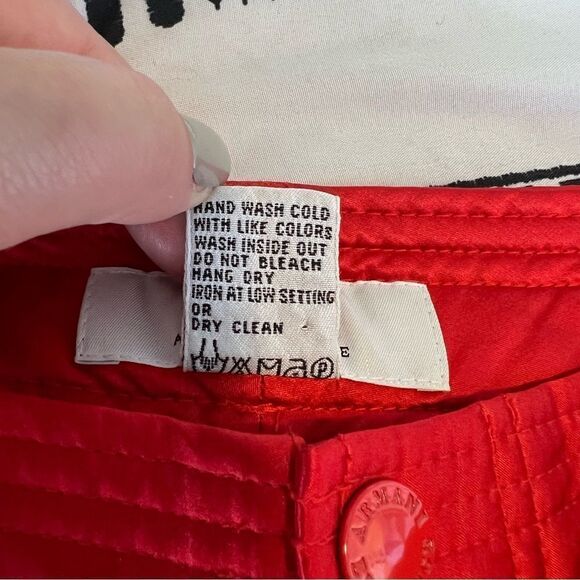 HAND WASH COLD
WITH LIKE COLORS
WASH INSIDE OUT
DO NOT BLEACH
HANG DRY
IRON AT LOW SETTING
OR
DRY CLEAN
A
E
ARMANI